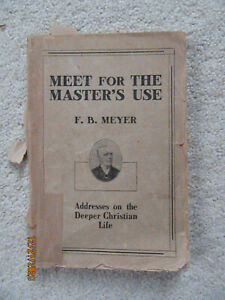 MEET FOR THE
MASTER'S USE
F. B. MEYER
Addresses on the
Deeper Christian
Life